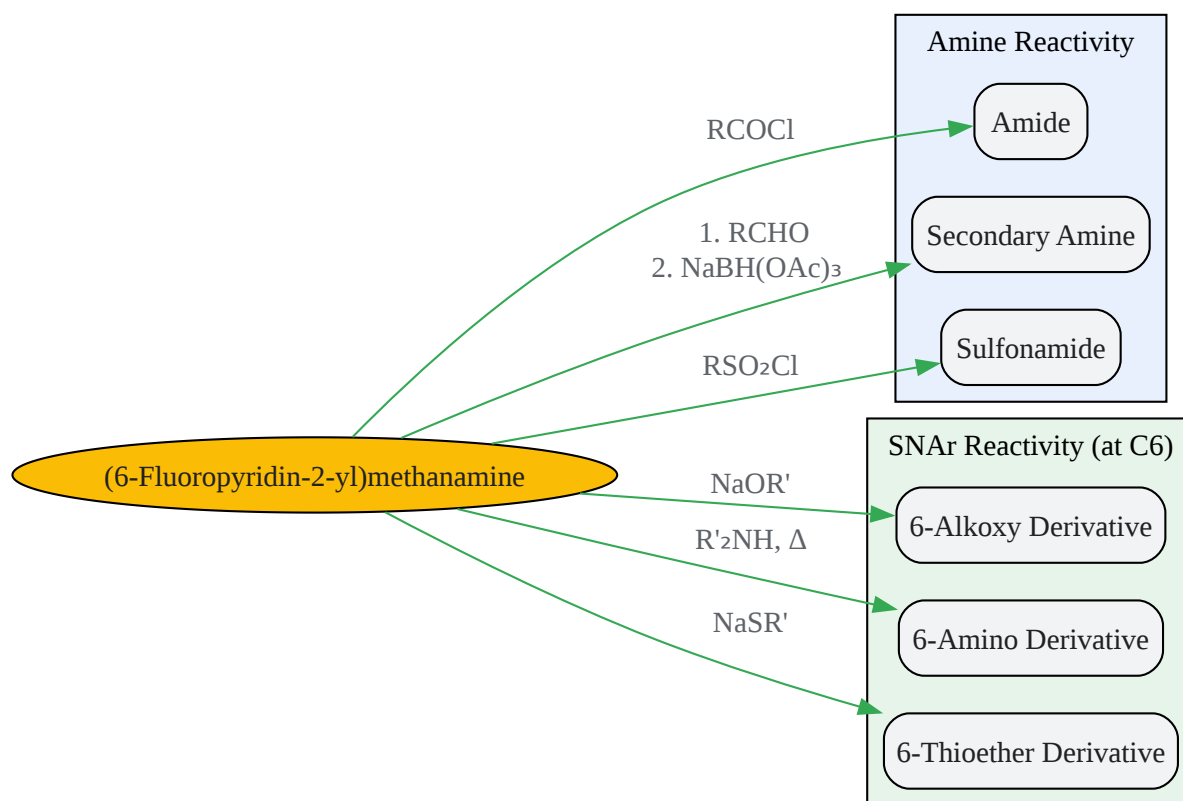 Amine Reactivity
RCOCl
Amide
1. RCHO
2. NaBH(OAc)₃
Secondary Amine
RSO₂Cl
Sulfonamide
(6-Fluoropyridin-2-yl)methanamine
SNAr Reactivity (at C6)
NaOR'
6-Alkoxy Derivative
R'₂NH, Δ
6-Amino Derivative
NaSR'
6-Thioether Derivative